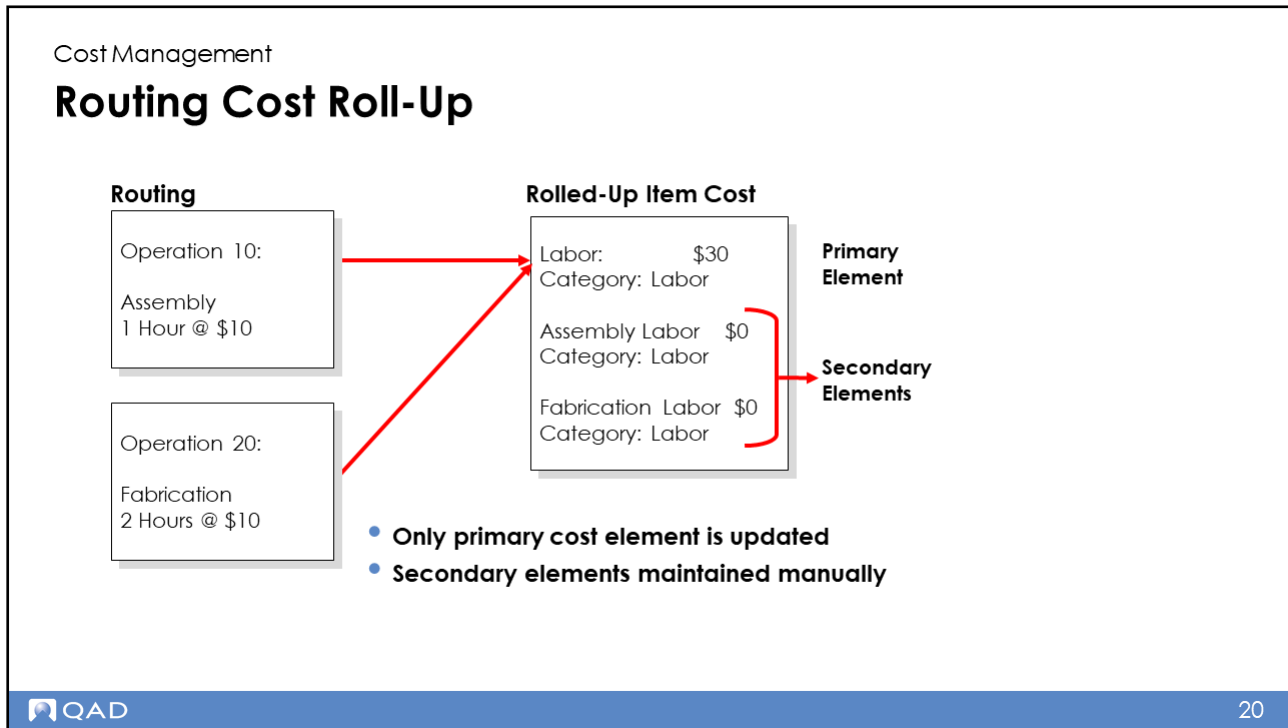 Cost Management
Routing Cost Roll-Up
Routing
Operation 10:
Assembly
1 Hour @ $10
Operation 20:
Fabrication
2 Hours @ $10
Rolled-Up Item Cost
Labor: $30
Category: Labor
Assembly Labor $0
Category: Labor
Fabrication Labor $0
Category: Labor
Primary
Element
Secondary
Elements
• Only primary cost element is updated
• Secondary elements maintained manually
QAD
20